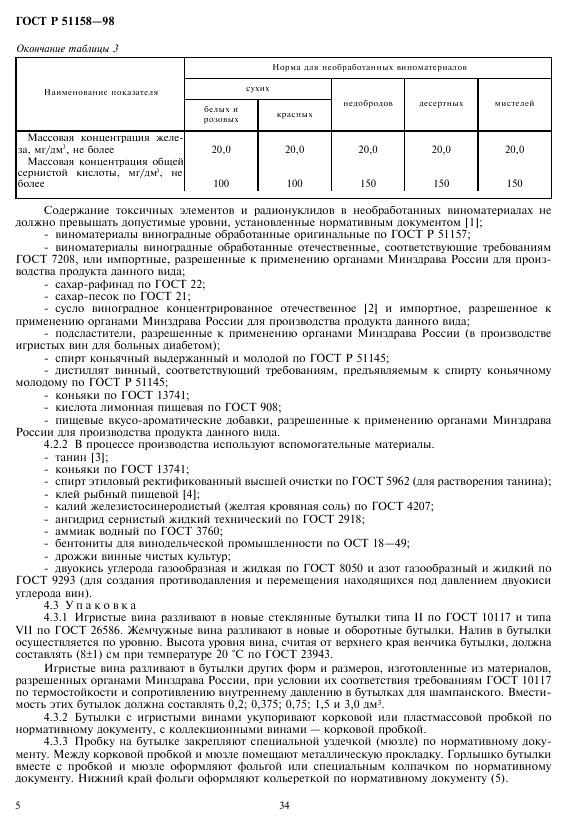 ГОСТ Р 51158—98
Окончание таблицы 3
Наименование показателя
Норма для необработанных виноматериалов
сухих
недобродов
десертных
мистелей
белых и
розовых
красных
Массовая концентрация желе-
за, мг/дм³, не более 20,0 20,0 20,0 20,0 20,0
Массовая концентрация общей
сернистой кислоты, мг/дм³, не
более 100 100 150 150 150
Содержание токсичных элементов и радионуклидов в необработанных виноматериалах не
должно превышать допустимые уровни, установленные нормативным документом [1];
- виноматериалы виноградные обработанные оригинальные по ГОСТ Р 51157;
- виноматериалы виноградные обработанные отечественные, соответствующие требованиям
ГОСТ 7208, или импортные, разрешенные к применению органами Минздрава России для произ-
водства продукта данного вида;
- сахар-рафинад по ГОСТ 22;
- сахар-песок по ГОСТ 21;
- сусло виноградное концентрированное отечественное [2] и импортное, разрешенное к
применению органами Минздрава России для производства продукта данного вида;
- подсластители, разрешенные к применению органами Минздрава России (в производстве
игристых вин для больных диабетом);
- спирт коньячный выдержанный и молодой по ГОСТ Р 51145;
- дистиллят винный, соответствующий требованиям, предъявляемым к спирту коньячному
молодому по ГОСТ Р 51145;
- коньяки по ГОСТ 13741;
- кислота лимонная пищевая по ГОСТ 908;
- пищевые вкусо-ароматические добавки, разрешенные к применению органами Минздрава
России для производства продукта данного вида.
4.2.2 В процессе производства используют вспомогательные материалы.
- танин [3];
- коньяки по ГОСТ 13741;
- спирт этиловый ректификованный высшей очистки по ГОСТ 5962 (для растворения танина);
- клей рыбный пищевой [4];
- калий железистосинеродистый (желтая кровяная соль) по ГОСТ 4207;
- ангидрид сернистый жидкий технический по ГОСТ 2918;
- аммиак водный по ГОСТ 3760;
- бентониты для винодельческой промышленности по ОСТ 18—49;
- дрожжи винные чистых культур;
- двуокись углерода газообразная и жидкая по ГОСТ 8050 и азот газообразный и жидкий по
ГОСТ 9293 (для создания противодавления и перемещения находящихся под давлением двуокиси
углерода вин).
4.3 Упаковка
4.3.1 Игристые вина разливают в новые стеклянные бутылки типа II по ГОСТ 10117 и типа
VII по ГОСТ 26586. Жемчужные вина разливают в новые и оборотные бутылки. Налив в бутылки
осуществляется по уровню. Высота уровня вина, считая от верхнего края венчика бутылки, должна
составлять (8±1) см при температуре 20 °С по ГОСТ 23943.
Игристые вина разливают в бутылки других форм и размеров, изготовленные из материалов,
разрешенных органами Минздрава России, при условии их соответствия требованиям ГОСТ 10117
по термостойкости и сопротивлению внутреннему давлению в бутылках для шампанского. Вмести-
мость этих бутылок должна составлять 0,2; 0,375; 0,75; 1,5 и 3,0 дм³.
4.3.2 Бутылки с игристыми винами укупоривают корковой или пластмассовой пробкой по
нормативному документу, с коллекционными винами — корковой пробкой.
4.3.3 Пробку на бутылке закрепляют специальной уздечкой (мюзле) по нормативному доку-
менту. Между корковой пробкой и мюзле помещают металлическую прокладку. Горлышко бутылки
вместе с пробкой и мюзле оформляют фольгой или специальным колпачком по нормативному
документу. Нижний край фольги оформляют кольереткой по нормативному документу (5).
5 34